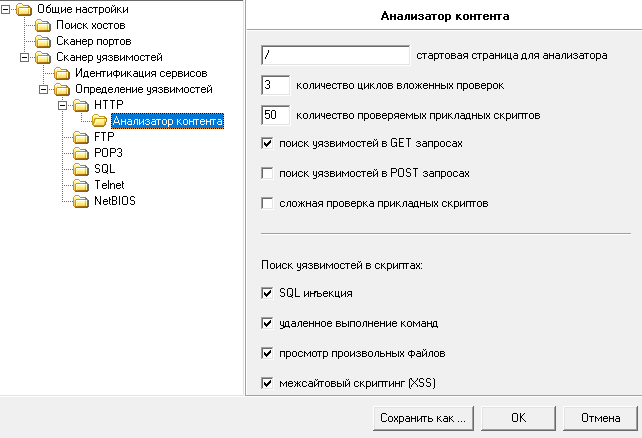 Общие настройки
Поиск хостов
Сканер портов
Сканер уязвимостей
Идентификация сервисов
Определение уязвимостей
HTTP
Анализатор контента
FTP
POP3
SQL
Telnet
NetBIOS
Анализатор контента
/ стартовая страница для анализатора
3 количество циклов вложенных проверок
50 количество проверяемых прикладных скриптов
поиск уязвимостей в GET запросах
поиск уязвимостей в POST запросах
сложная проверка прикладных скриптов
Поиск уязвимостей в скриптах:
SQL инъекция
удаленное выполнение команд
просмотр произвольных файлов
межсайтовый скриптинг (XSS)
Сохранить как ... OK Отмена